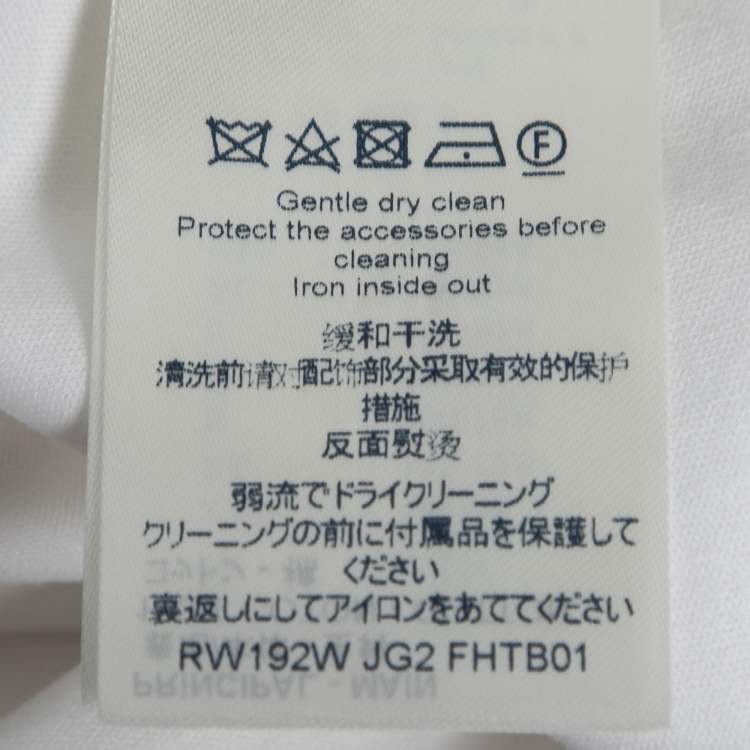 F
Gentle dry clean
Protect the accessories before
cleaning
Iron inside out
缓和干洗
清洗前请对配饰部分采取有效的保护
措施
反面熨烫
弱流でドライクリーニング
クリーニングの前に付属品を保護して
ください
裏返しにしてアイロンをあててください
RW192W JG2 FHTB01
PRINCIPAL - MAIN